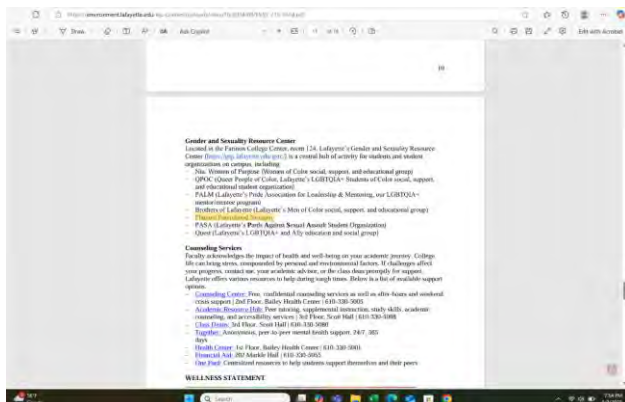 Ask Copilot
Edit with Acrobat
10
Gender and Sexuality Resource Center
Located in the Farinon College Center, room 124, Lafayette's Gender and Sexuality Resource
Center is a central hub of activity for students and student
organizations on campus, including:
- Nia: Women of Purpose (Women of Color social, support, and educational group)
- QPOC (Queer People of Color, Lafayette's LGBTQIA+ Students of Color social, support,
and educational student organization)
- PALM (Lafayette's Pride Association for Leadership & Mentoring, our LGBTQIA+
mentor/mentee program)
- Brothers of Lafayette (Lafayette's Men of Color social, support, and educational group)
- Planned Parenthood
- PASA (Lafayette's Pards Against Sexual Assault Student Organization)
- Quest (Lafayette's LGBTQIA+ and Ally education and social group)
Counseling Services
Faculty acknowledges the impact of health and well-being on your academic journey. College
life can bring stress, compounded by personal and environmental factors. If challenges affect
your progress, contact me, your academic advisor, or the class dean promptly for support.
Lafayette offers various resources to help during tough times. Below is a list of available support
options.
- Counseling Center: Free, confidential counseling services as well as after-hours and weekend
crisis support | 2nd Floor, Bailey Health Center | 610-330-5005
- Academic Resource Hub: Peer tutoring, supplemental instruction, study skills, academic
counseling, and accessibility services | 3rd Floor, Scott Hall | 610-330-5098
- Class Deans: 3rd Floor, Scott Hall | 610-330-5080
- Together: Anonymous, peer-to-peer mental health support, 24/7, 365
days
- Health Center: 1st Floor, Bailey Health Center | 610-330-5001
- Financial Aid: 202 Markle Hall | 610-330-5055
- One Pard: Centralized resources to help students support themselves and their peers
WELLNESS STATEMENT
Search